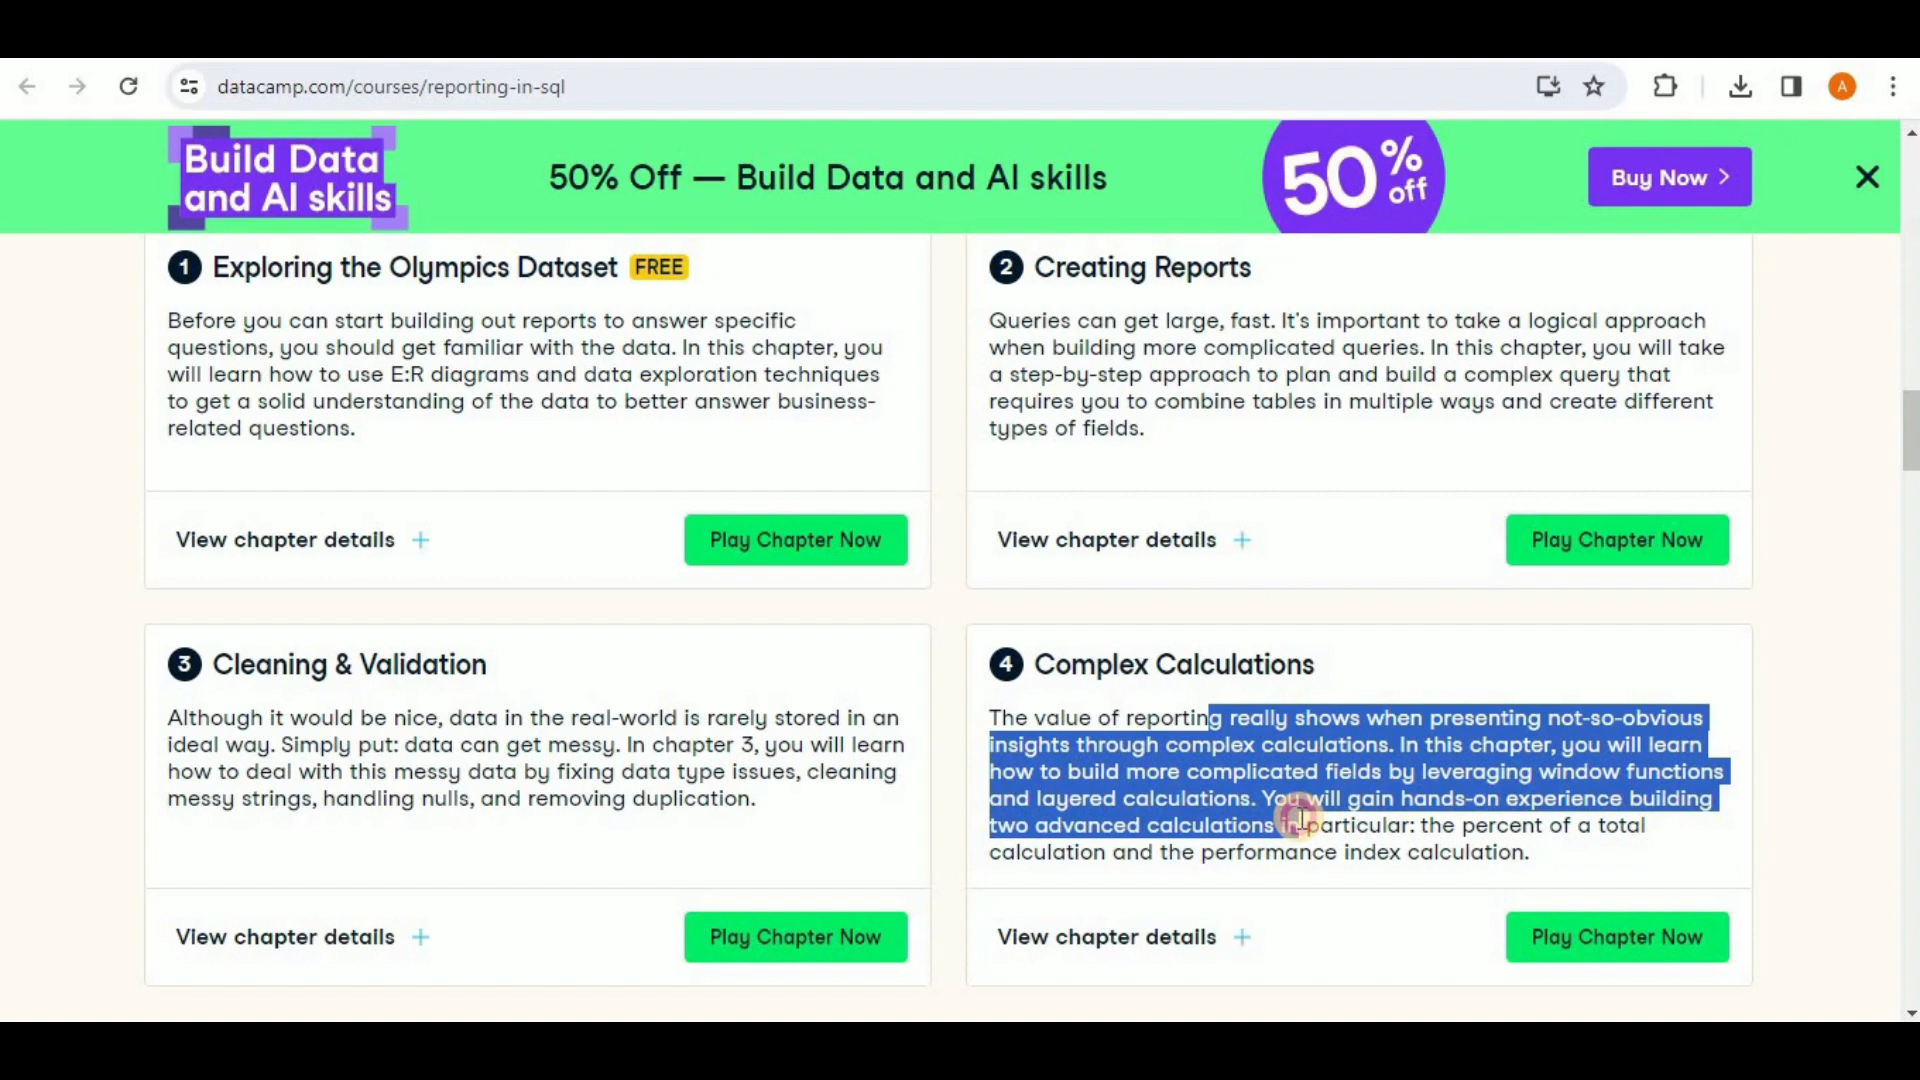 datacamp.com/courses/reporting-in-sql
A
Build Data
and AI skills
50% Off — Build Data and AI skills
50% off
Buy Now
1 Exploring the Olympics Dataset FREE
Before you can start building out reports to answer specific
questions, you should get familiar with the data. In this chapter, you
will learn how to use E:R diagrams and data exploration techniques
to get a solid understanding of the data to better answer business-
related questions.
View chapter details +
Play Chapter Now
2 Creating Reports
Queries can get large, fast. It's important to take a logical approach
when building more complicated queries. In this chapter, you will take
a step-by-step approach to plan and build a complex query that
requires you to combine tables in multiple ways and create different
types of fields.
View chapter details +
Play Chapter Now
3 Cleaning & Validation
Although it would be nice, data in the real-world is rarely stored in an
ideal way. Simply put: data can get messy. In chapter 3, you will learn
how to deal with this messy data by fixing data type issues, cleaning
messy strings, handling nulls, and removing duplication.
View chapter details +
Play Chapter Now
4 Complex Calculations
The value of reporting really shows when presenting not-so-obvious
insights through complex calculations. In this chapter, you will learn
how to build more complicated fields by leveraging window functions
and layered calculations. You will gain hands-on experience building
two advanced calculations in particular: the percent of a total
calculation and the performance index calculation.
View chapter details +
Play Chapter Now